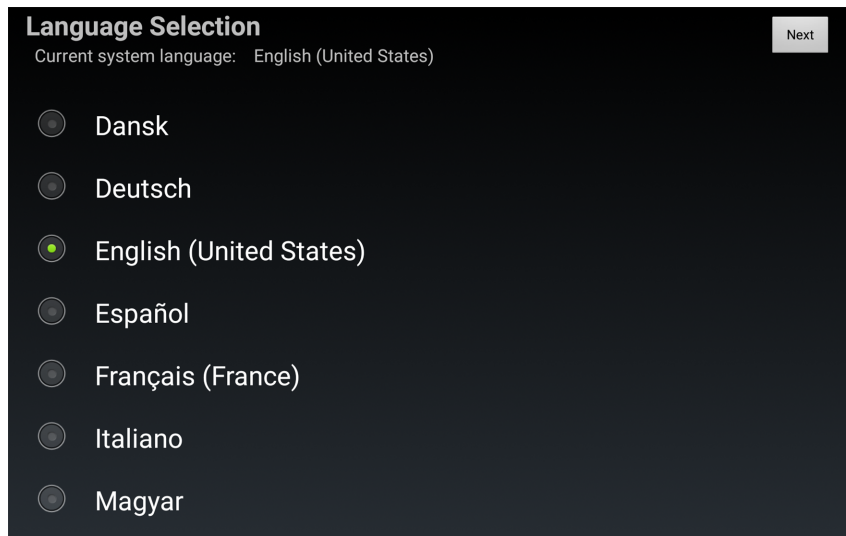 Language Selection
Next
Current system language: English (United States)
Dansk
Deutsch
English (United States)
Español
Français (France)
Italiano
Magyar